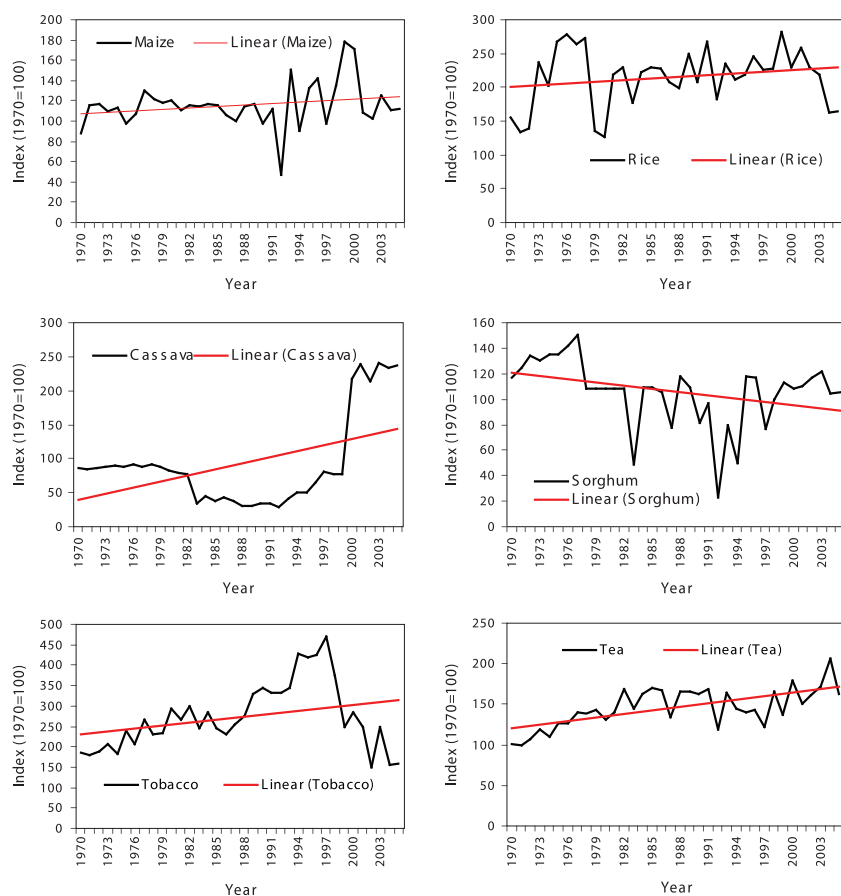 Maize Linear (Maize)
Index (1970=100)
200
180
160
140
120
100
80
60
40
20
0
1970 1973 1976 1979 1982 1985 1988 1991 1994 1997 2000 2003
Year
Rice Linear (Rice)
Index (1970=100)
300
250
200
150
100
50
0
1970 1973 1976 1979 1982 1985 1988 1991 1994 1997 2000 2003
Year
Cassava Linear (Cassava)
Index (1970=100)
300
250
200
150
100
50
0
1970 1973 1976 1979 1982 1985 1988 1991 1994 1997 2000 2003
Year
Sorghum
Linear (Sorghum)
Index (1970=100)
160
140
120
100
80
60
40
20
0
1970 1973 1976 1979 1982 1985 1988 1991 1994 1997 2000 2003
Year
Tobacco Linear (Tobacco)
Index (1970=100)
500
450
400
350
300
250
200
150
100
50
0
1970 1973 1976 1979 1982 1985 1988 1991 1994 1997 2000 2003
Year
Tea Linear (Tea)
Index (1970=100)
250
200
150
100
50
0
1970 1973 1976 1979 1982 1985 1988 1991 1994 1997 2000 2003
Year